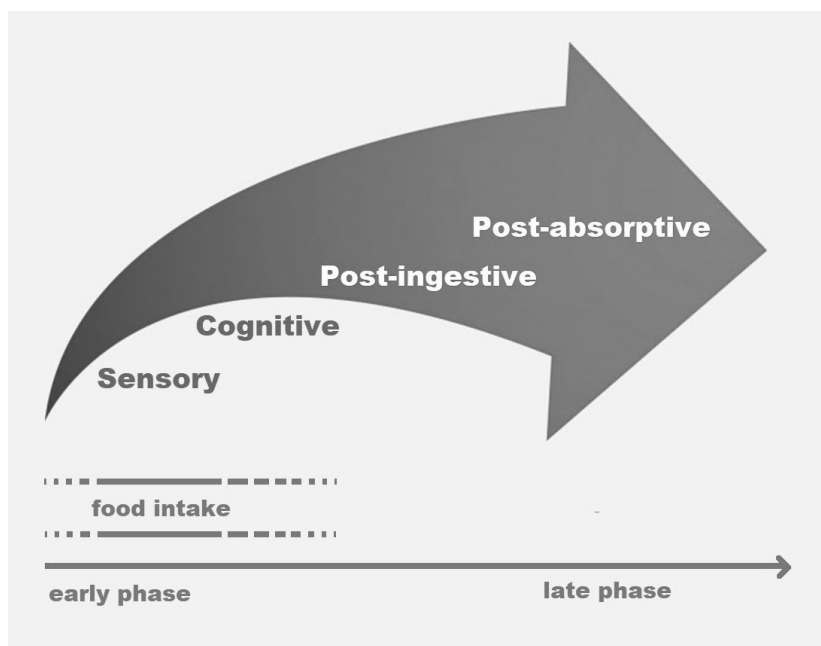 Post-absorptive
Post-ingestive
Cognitive
Sensory
food intake
early phase
late phase